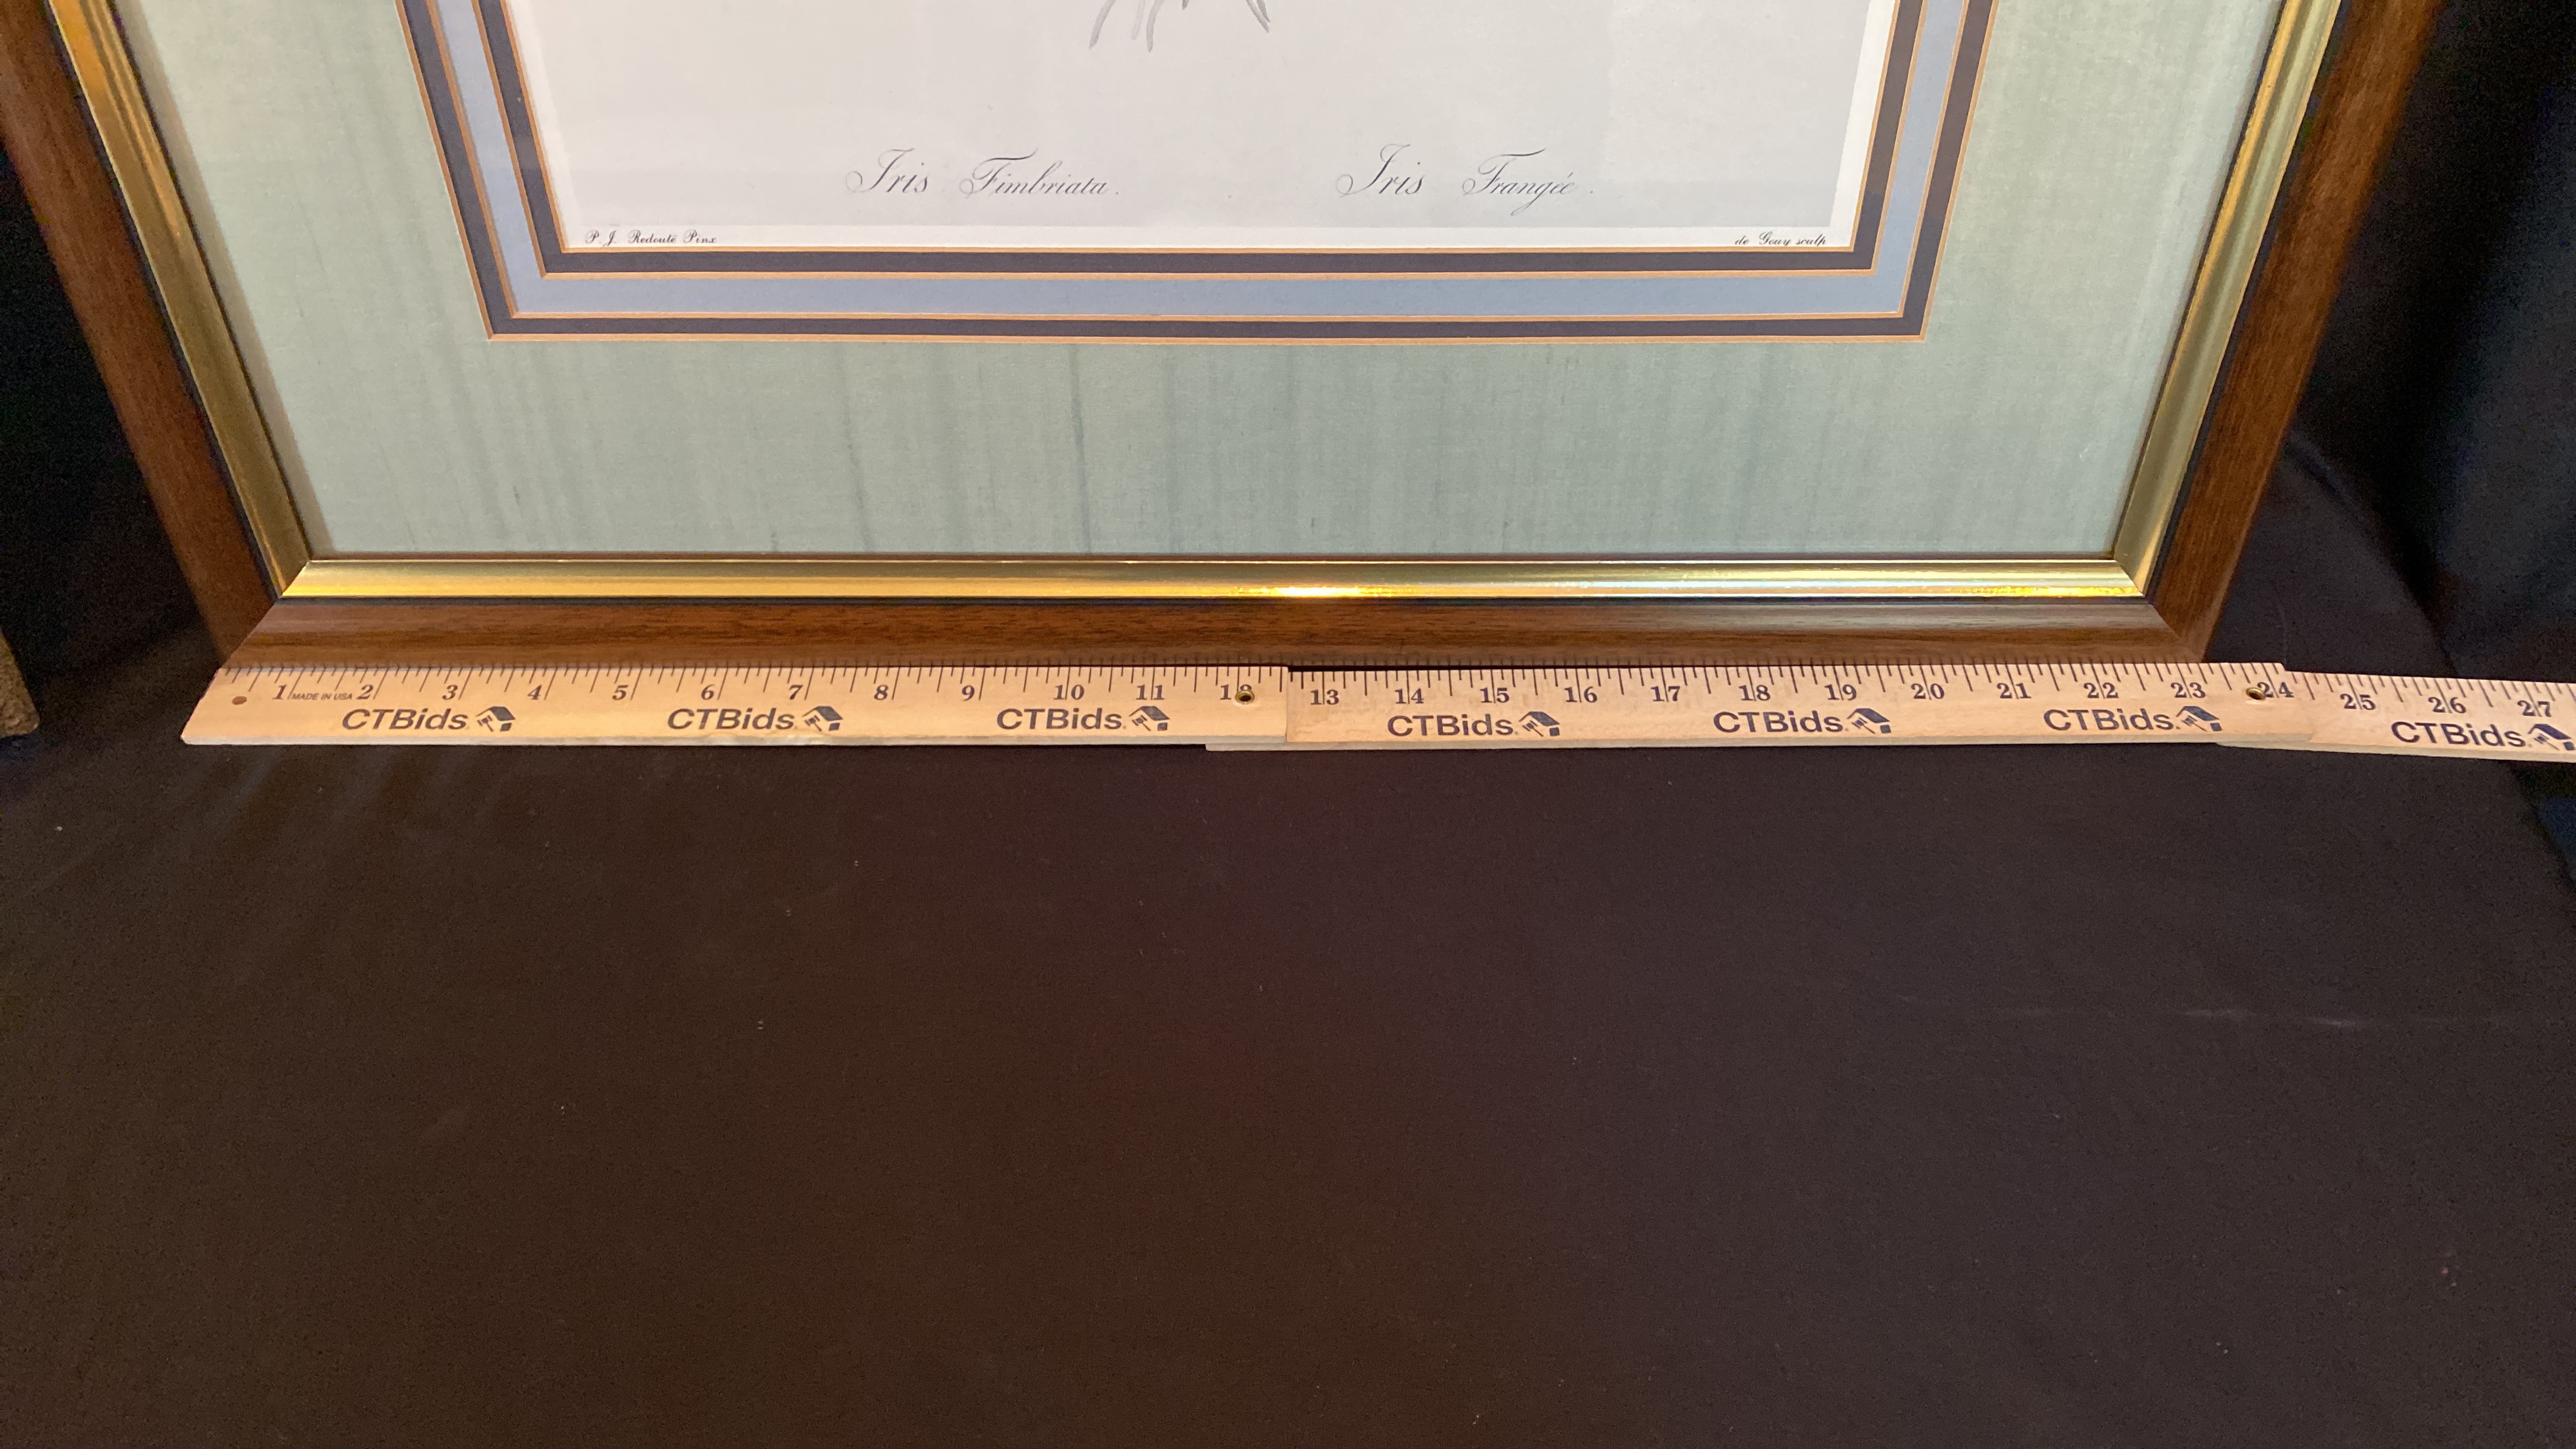 Iris Fimbriata. Iris Frangée.
P. J. Redouté Pinx de Gouy sculp
1 MADE IN USA 2 3 4 5 6 7 8 9 10 11 12 13 14 15 16 17 18 19 20 21 22 23 24 25 26 27
CTBids CTBids CTBids CTBids CTBids CTBids CTBids